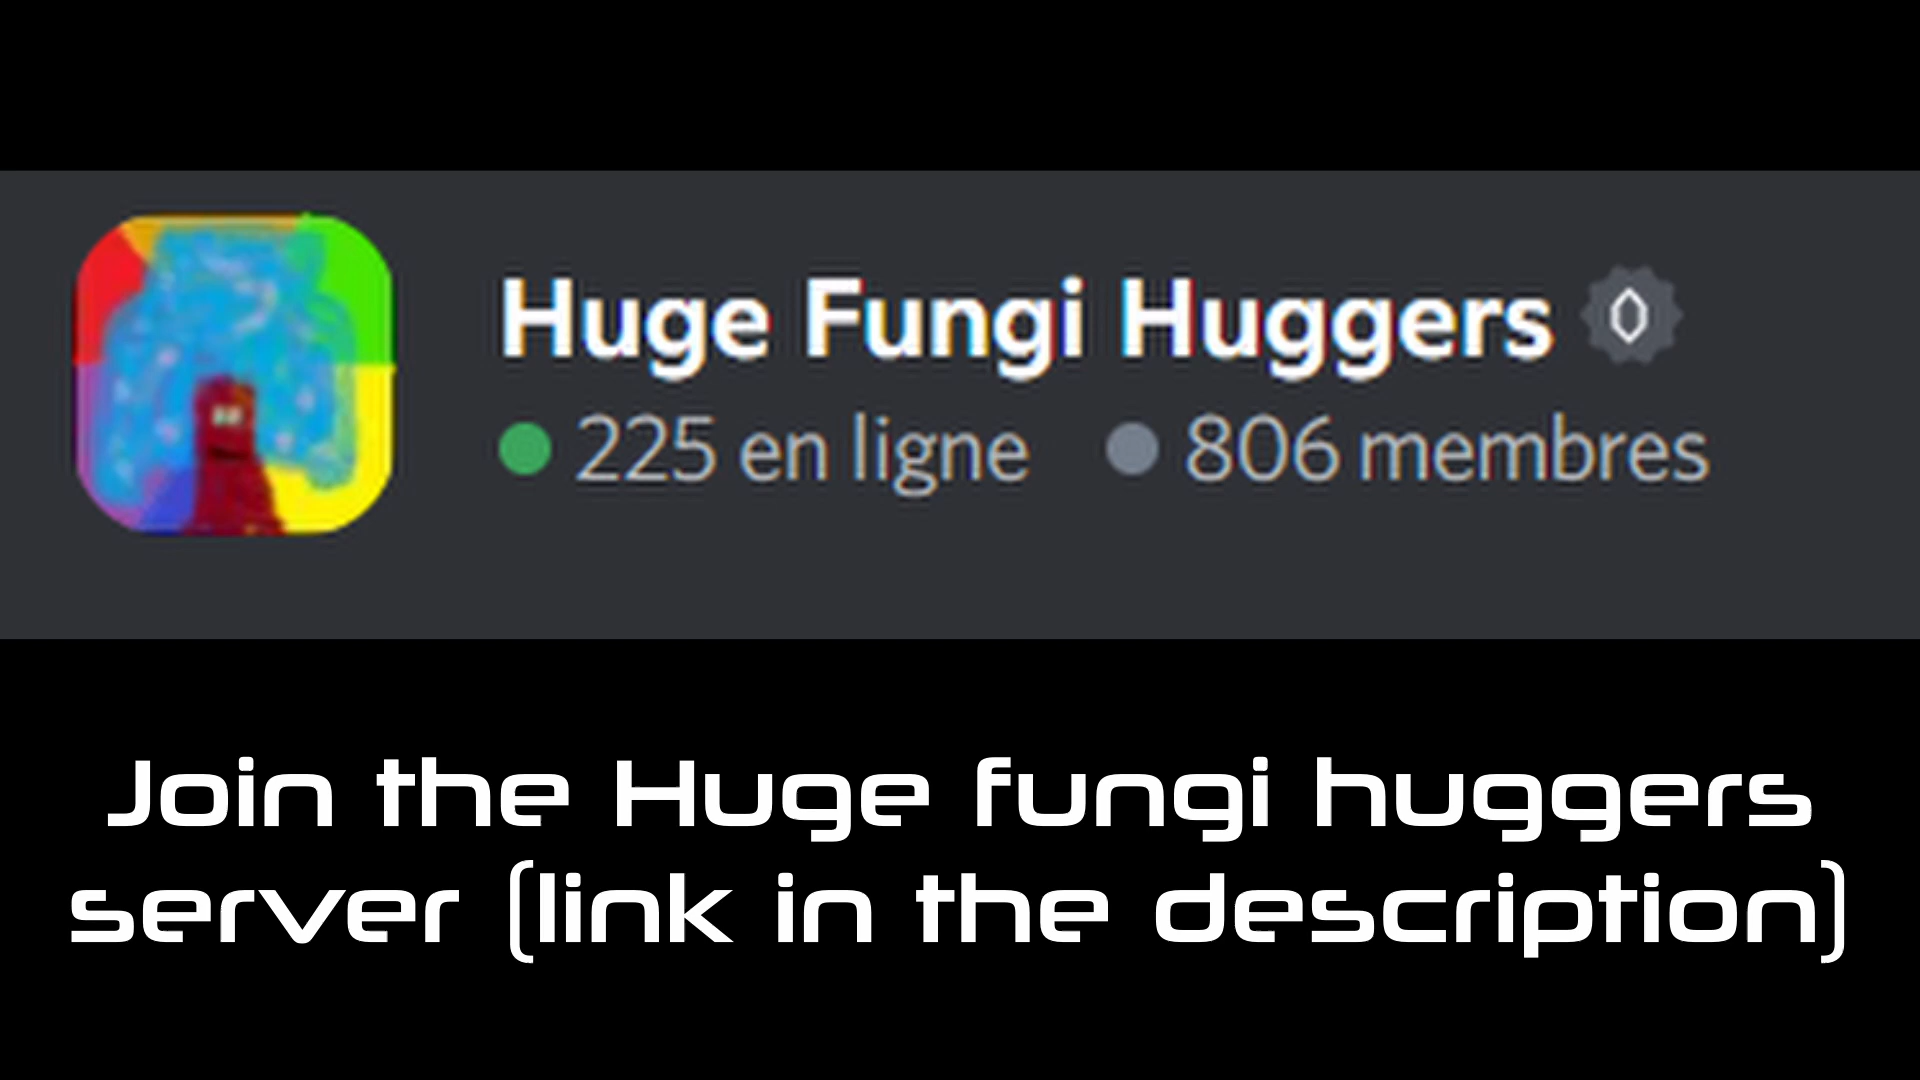 Huge Fungi Huggers
225 en ligne 806 membres
Join the Huge fungi huggers
server (link in the description)